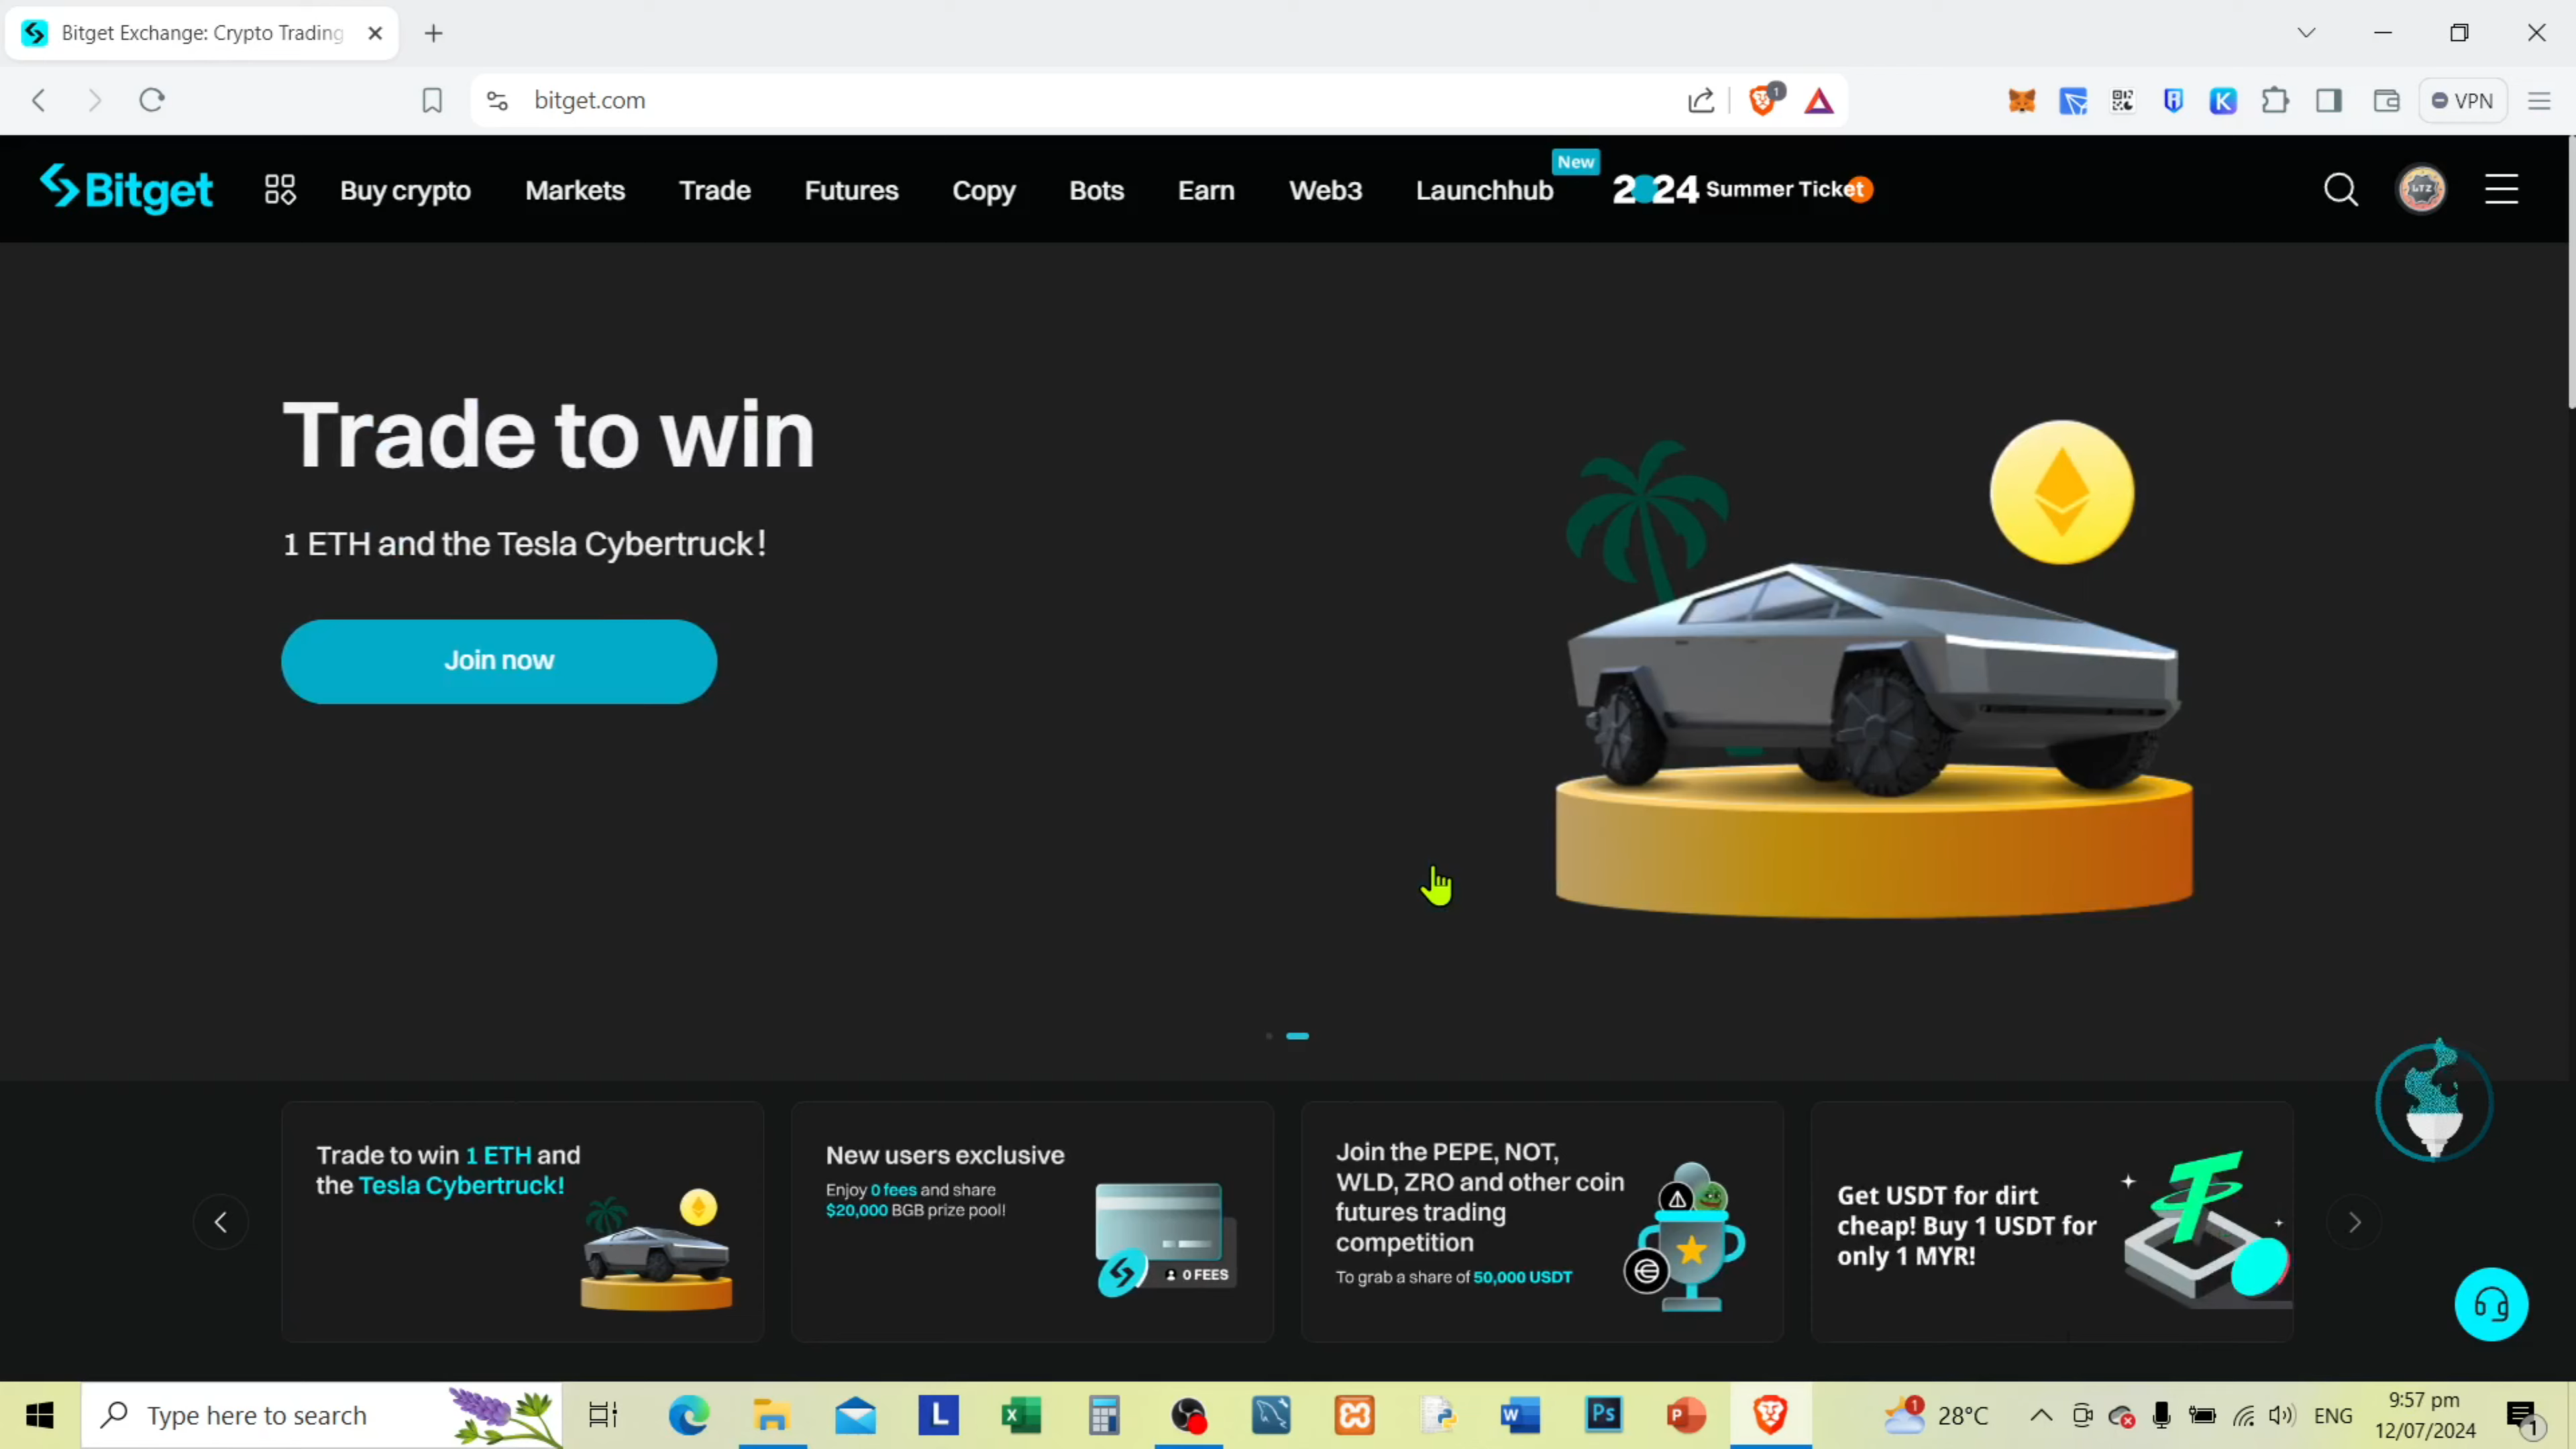 Bitget Exchange: Crypto Trading
bitget.com
1
VPN
Bitget
Buy crypto
Markets
Trade
Futures
Copy
Bots
Earn
Web3
Launchhub
New
2024 Summer Ticket
LTZ
Trade to win
1 ETH and the Tesla Cybertruck!
Join now
Trade to win 1 ETH and
the Tesla Cybertruck!
New users exclusive
Enjoy 0 fees and share
$20,000 BGB prize pool!
0 FEES
Join the PEPE, NOT,
WLD, ZRO and other coin
futures trading
competition
To grab a share of 50,000 USDT
Get USDT for dirt
cheap! Buy 1 USDT for
only 1 MYR!
Type here to search
L
Ps
1
28°C
ENG
9:57 pm
12/07/2024
1